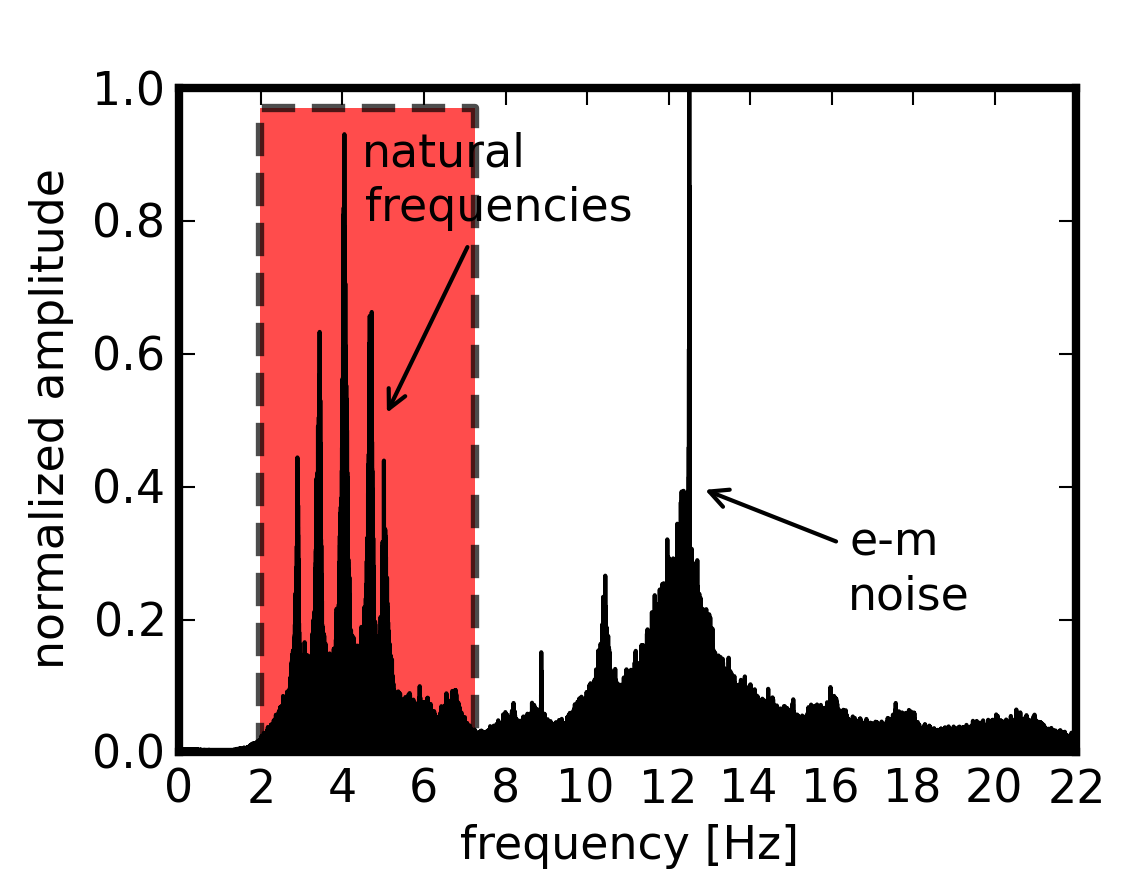 1.0
0.8
0.6
0.4
0.2
0.0
normalized amplitude
natural
frequencies
e-m
noise
0 2 4 6 8 10 12 14 16 18 20 22
frequency [Hz]